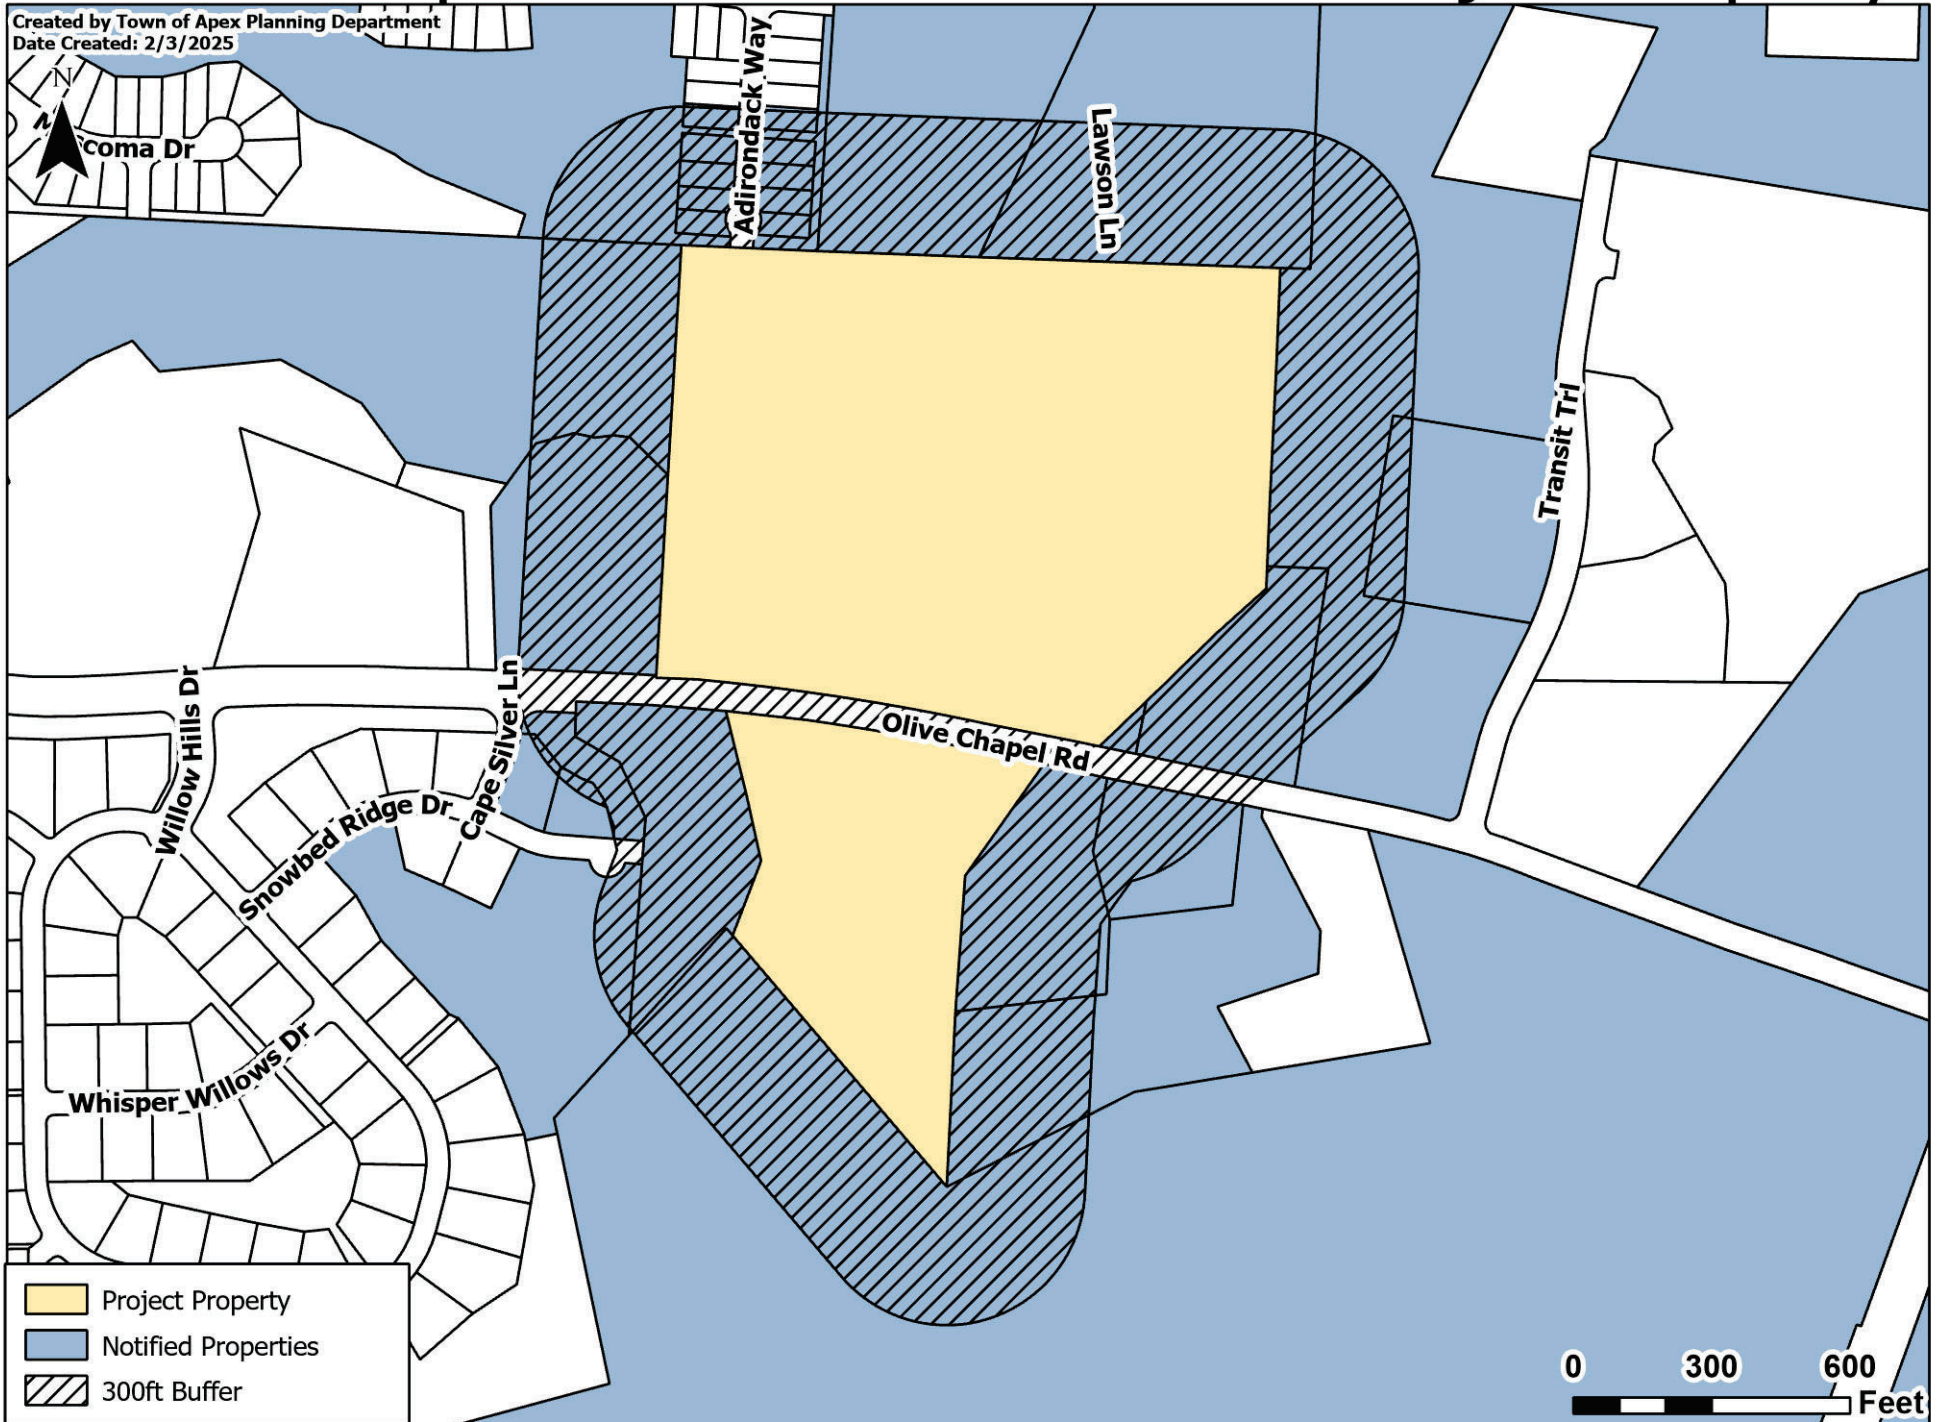 Created by Town of Apex Planning Department
Date Created: 2/3/2025
N
coma Dr
Adirondack Way
Lawson Ln
Transit Trl
Willow Hills Dr
Cape Silver Ln
Olive Chapel Rd
Snowbed Ridge Dr
Whisper Willows Dr
Project Property
Notified Properties
300ft Buffer
0 300 600
Feet